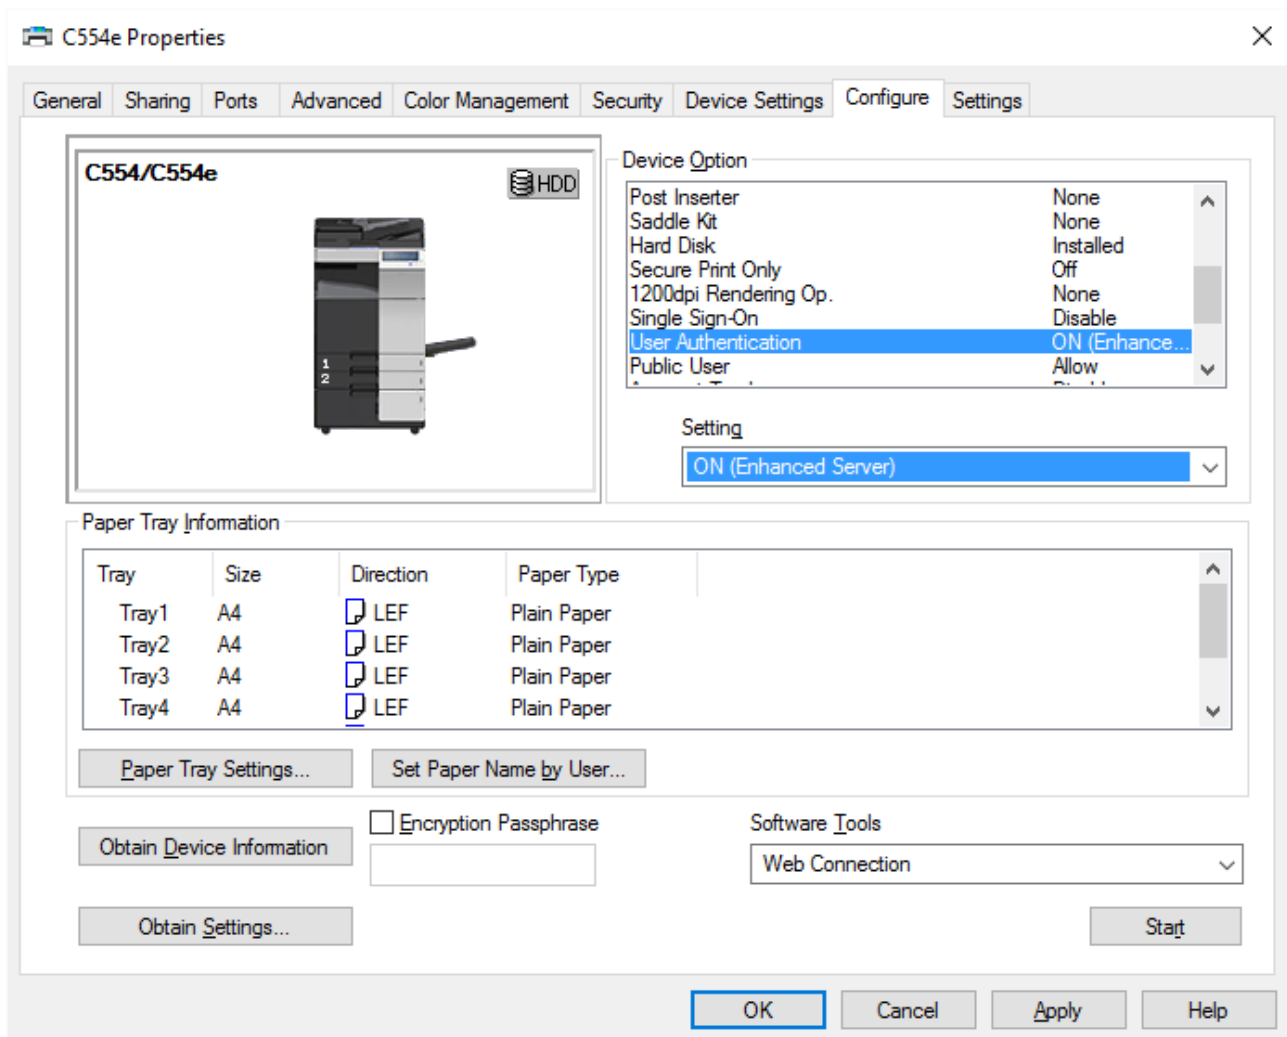 C554e Properties
General Sharing Ports Advanced Color Management Security Device Settings Configure Settings
C554/C554e
HDD
1
2
Device Option
Post Inserter None
Saddle Kit None
Hard Disk Installed
Secure Print Only Off
1200dpi Rendering Op. None
Single Sign-On Disable
User Authentication ON (Enhance...
Public User Allow
Setting
ON (Enhanced Server)
Paper Tray Information
Tray Size Direction Paper Type
Tray1 A4 LEF Plain Paper
Tray2 A4 LEF Plain Paper
Tray3 A4 LEF Plain Paper
Tray4 A4 LEF Plain Paper
Paper Tray Settings... Set Paper Name by User...
Obtain Device Information
Encryption Passphrase
Software Tools
Web Connection
Obtain Settings...
Start
OK Cancel Apply Help